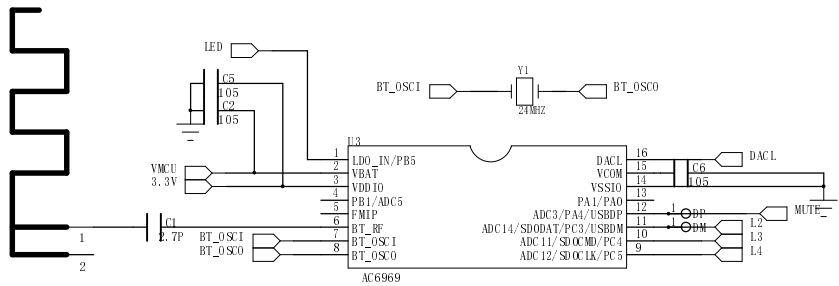 LED
C5
105
C2
105
Y1
BT_OSCI
BT_OSCO
24MHZ
U3
VMCU
3.3V
1 LDO_IN/PB5
2 VBAT
3 VDDIO
4 PB1/ADC5
5 FMIP
6 BT_RF
7 BT_OSCI
8 BT_OSCO
DACL 16
VCOM 15
VSSIO 14
PA1/PA0 13
ADC3/PA4/USBDP 12
ADC14/SDODAT/PC3/USBDM 11
ADC11/SDOCMD/PC4 10
ADC12/SDOCLK/PC5 9
DACL
C6
105
1 DP
MUTE
1 DM
L2
L3
L4
C1
2.7P
1
2
BT_OSCI
BT_OSCO
AC6969